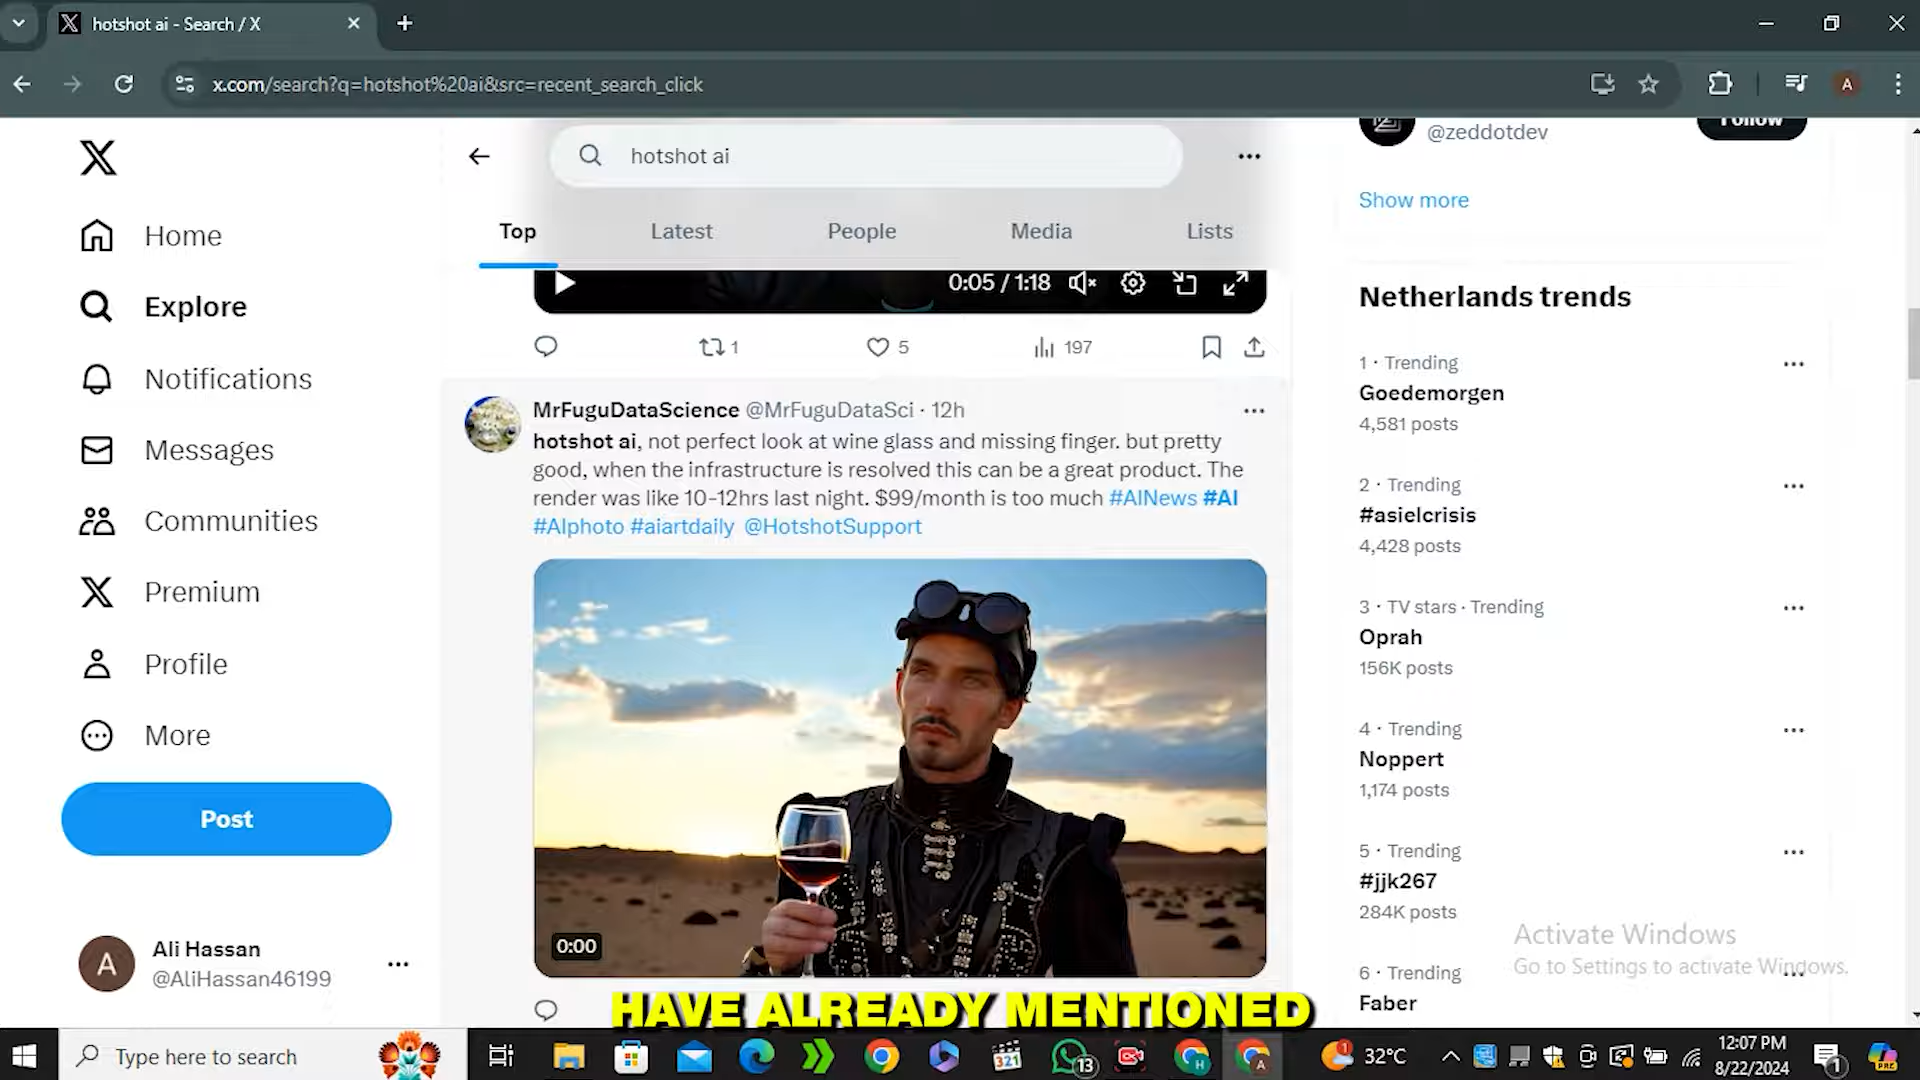 hotshot ai - Search / X
x.com/search?q=hotshot%20ai&src=recent_search_click
A
Home
Explore
Notifications
Messages
Communities
Premium
Profile
More
Post
A
Ali Hassan
@AliHassan46199
hotshot ai
Top
Latest
People
Media
Lists
0:05 / 1:18
1
5
197
MrFuguDataScience @MrFuguDataSci · 12h
hotshot ai, not perfect look at wine glass and missing finger. but pretty
good, when the infrastructure is resolved this can be a great product. The
render was like 10-12hrs last night. $99/month is too much #AINews #AI
#AIphoto #aiartdaily @HotshotSupport
0:00
HAVE ALREADY MENTIONED
@zeddotdev
Follow
Show more
Netherlands trends
1 · Trending
Goedemorgen
4,581 posts
2 · Trending
#asielcrisis
4,428 posts
3 · TV stars · Trending
Oprah
156K posts
4 · Trending
Noppert
1,174 posts
5 · Trending
#jjk267
284K posts
6 · Trending
Faber
Activate Windows
Go to Settings to activate Windows.
Type here to search
321
13
H
A
1
32°C
12:07 PM
8/22/2024
1
PRE